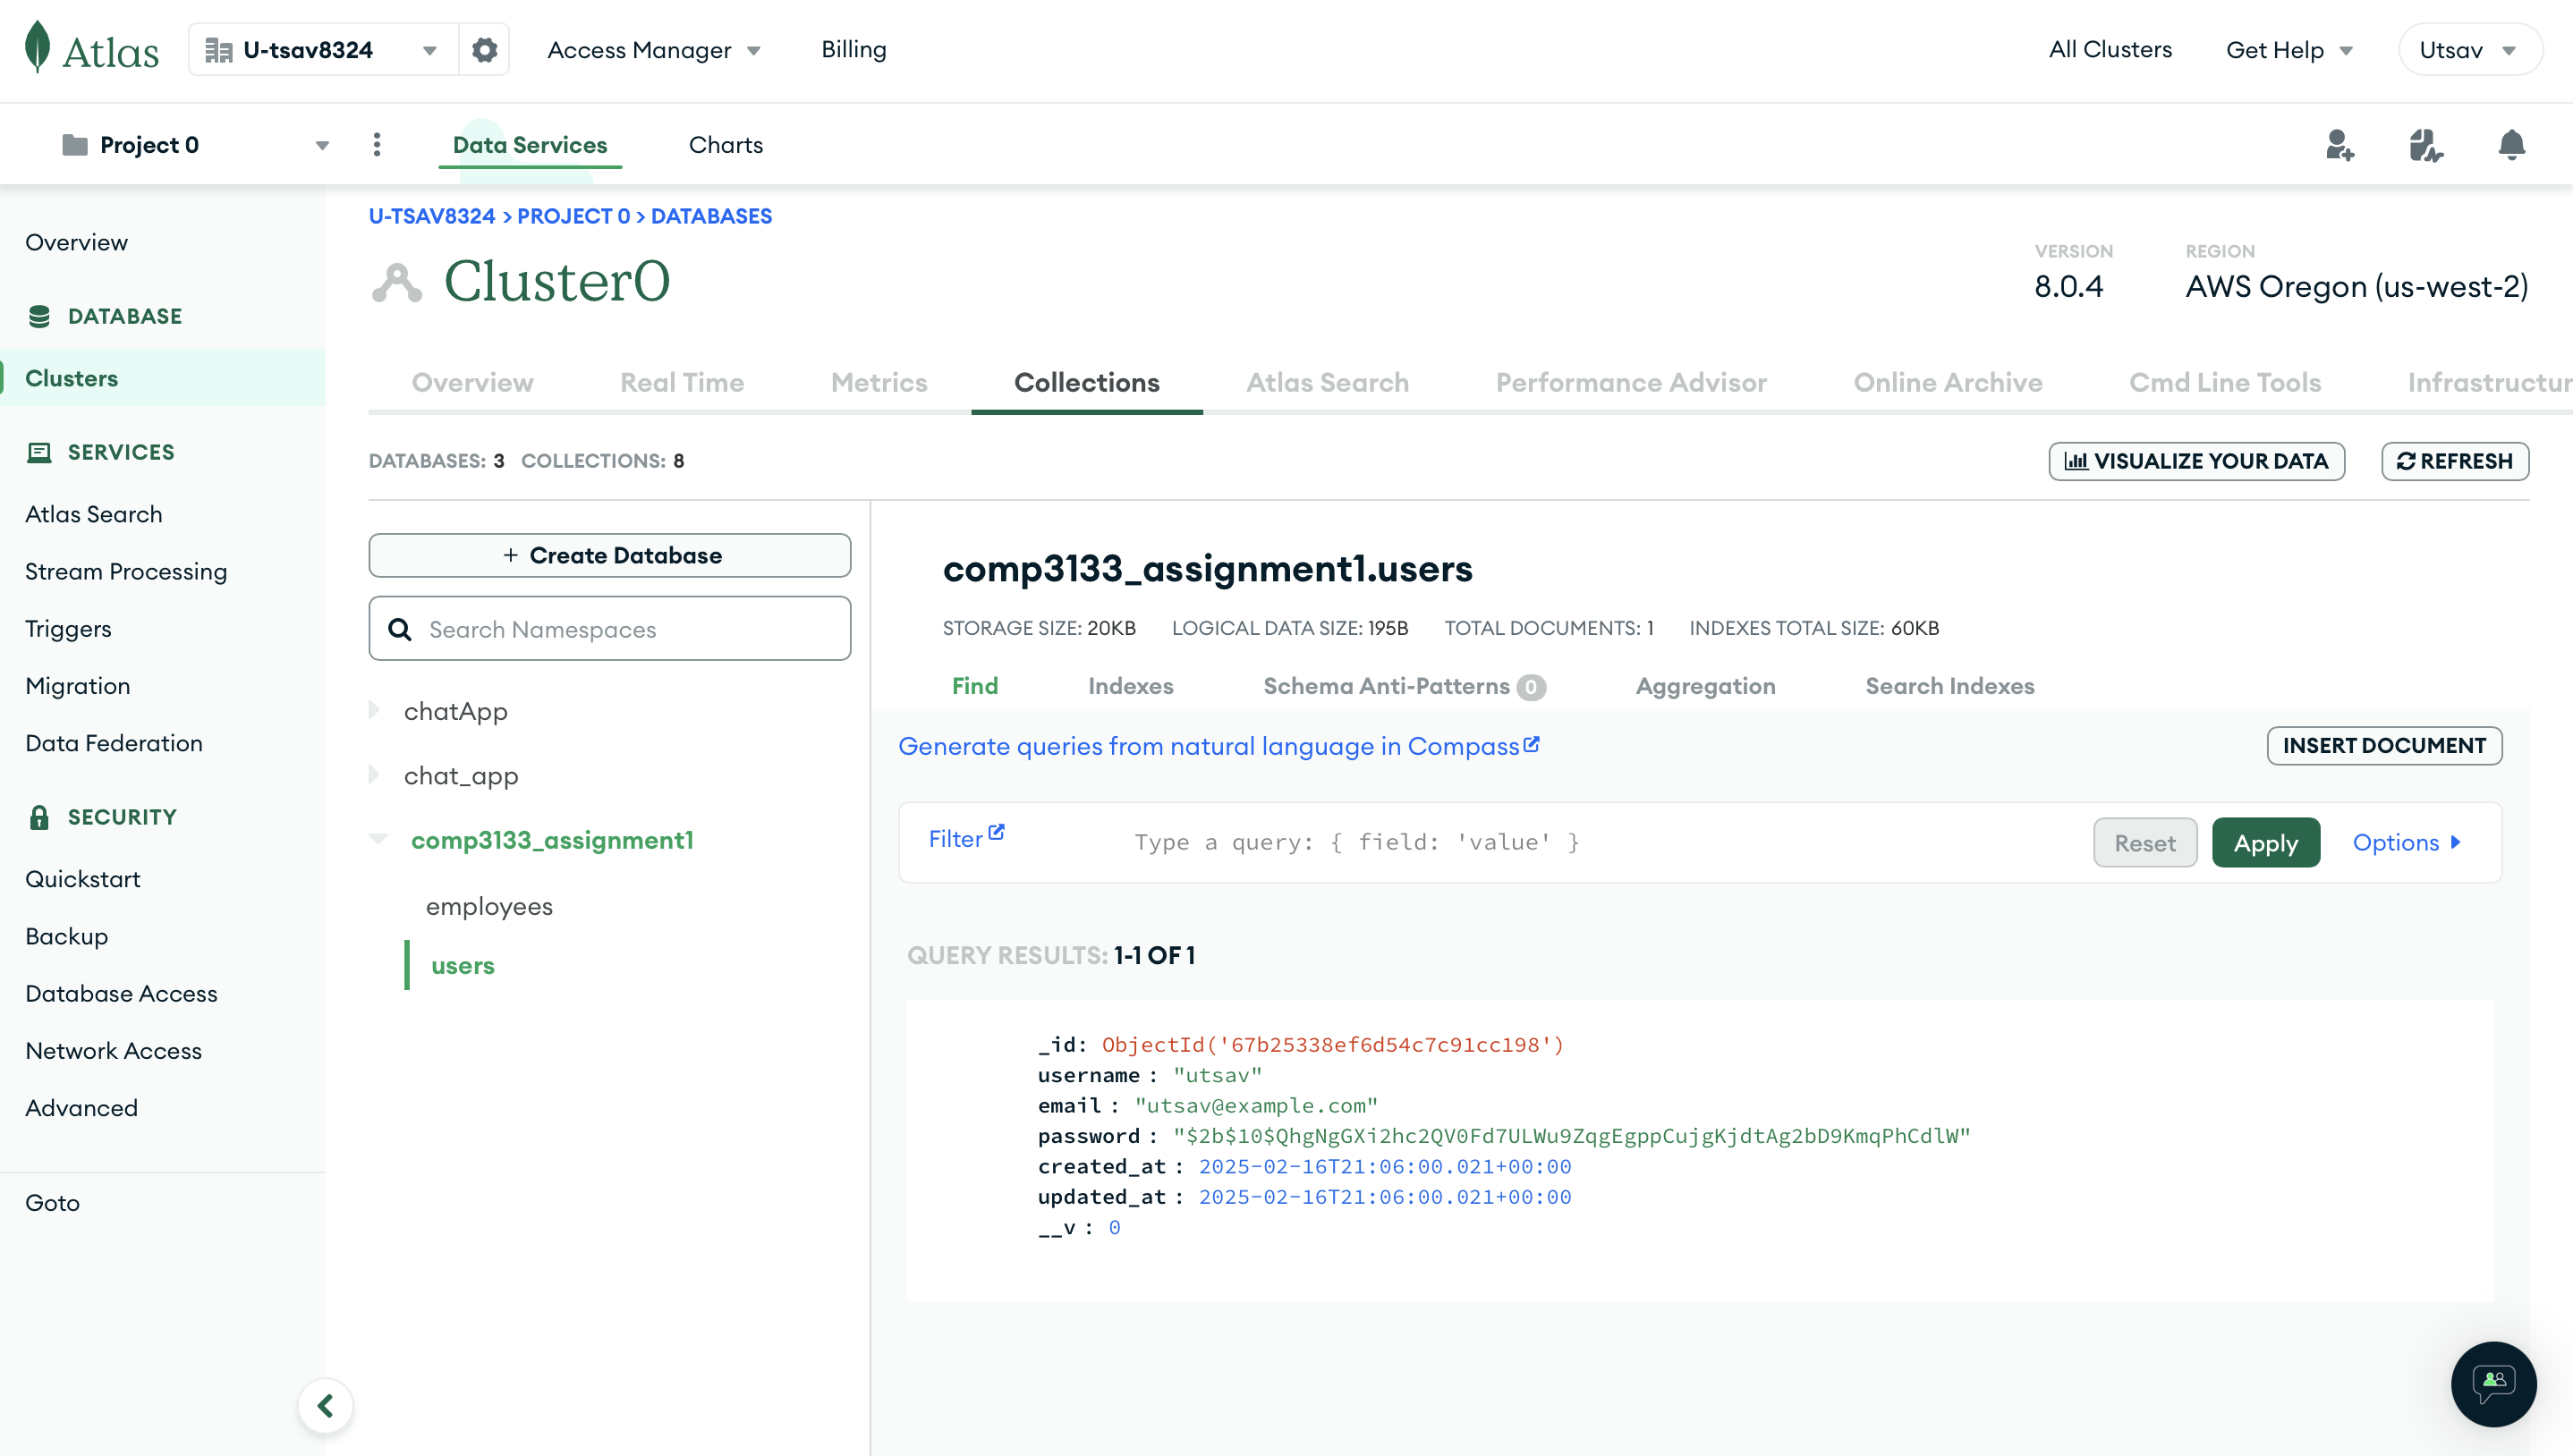 Atlas
U-tsav8324
Access Manager
Billing
All Clusters
Get Help
Utsav
Project 0
Data Services
Charts
Overview
DATABASE
Clusters
SERVICES
Atlas Search
Stream Processing
Triggers
Migration
Data Federation
SECURITY
Quickstart
Backup
Database Access
Network Access
Advanced
Goto
U-TSAV8324 > PROJECT 0 > DATABASES
Cluster0
VERSION
8.0.4
REGION
AWS Oregon (us-west-2)
Overview
Real Time
Metrics
Collections
Atlas Search
Performance Advisor
Online Archive
Cmd Line Tools
Infrastructur
DATABASES: 3 COLLECTIONS: 8
VISUALIZE YOUR DATA
REFRESH
+ Create Database
Search Namespaces
chatApp
chat_app
comp3133_assignment1
employees
users
comp3133_assignment1.users
STORAGE SIZE: 20KB LOGICAL DATA SIZE: 195B TOTAL DOCUMENTS: 1 INDEXES TOTAL SIZE: 60KB
Find
Indexes
Schema Anti-Patterns 0
Aggregation
Search Indexes
Generate queries from natural language in Compass
INSERT DOCUMENT
Filter
Type a query: { field: 'value' }
Reset
Apply
Options
QUERY RESULTS: 1-1 OF 1
_id: ObjectId('67b25338ef6d54c7c91cc198')
username : "utsav"
email : "utsav@example.com"
password : "$2b$10$QhgNgGXi2hc2QV0Fd7ULWu9ZqgEgppCujgKjdtAg2bD9KmqPhCdlW"
created_at : 2025-02-16T21:06:00.021+00:00
updated_at : 2025-02-16T21:06:00.021+00:00
__v : 0